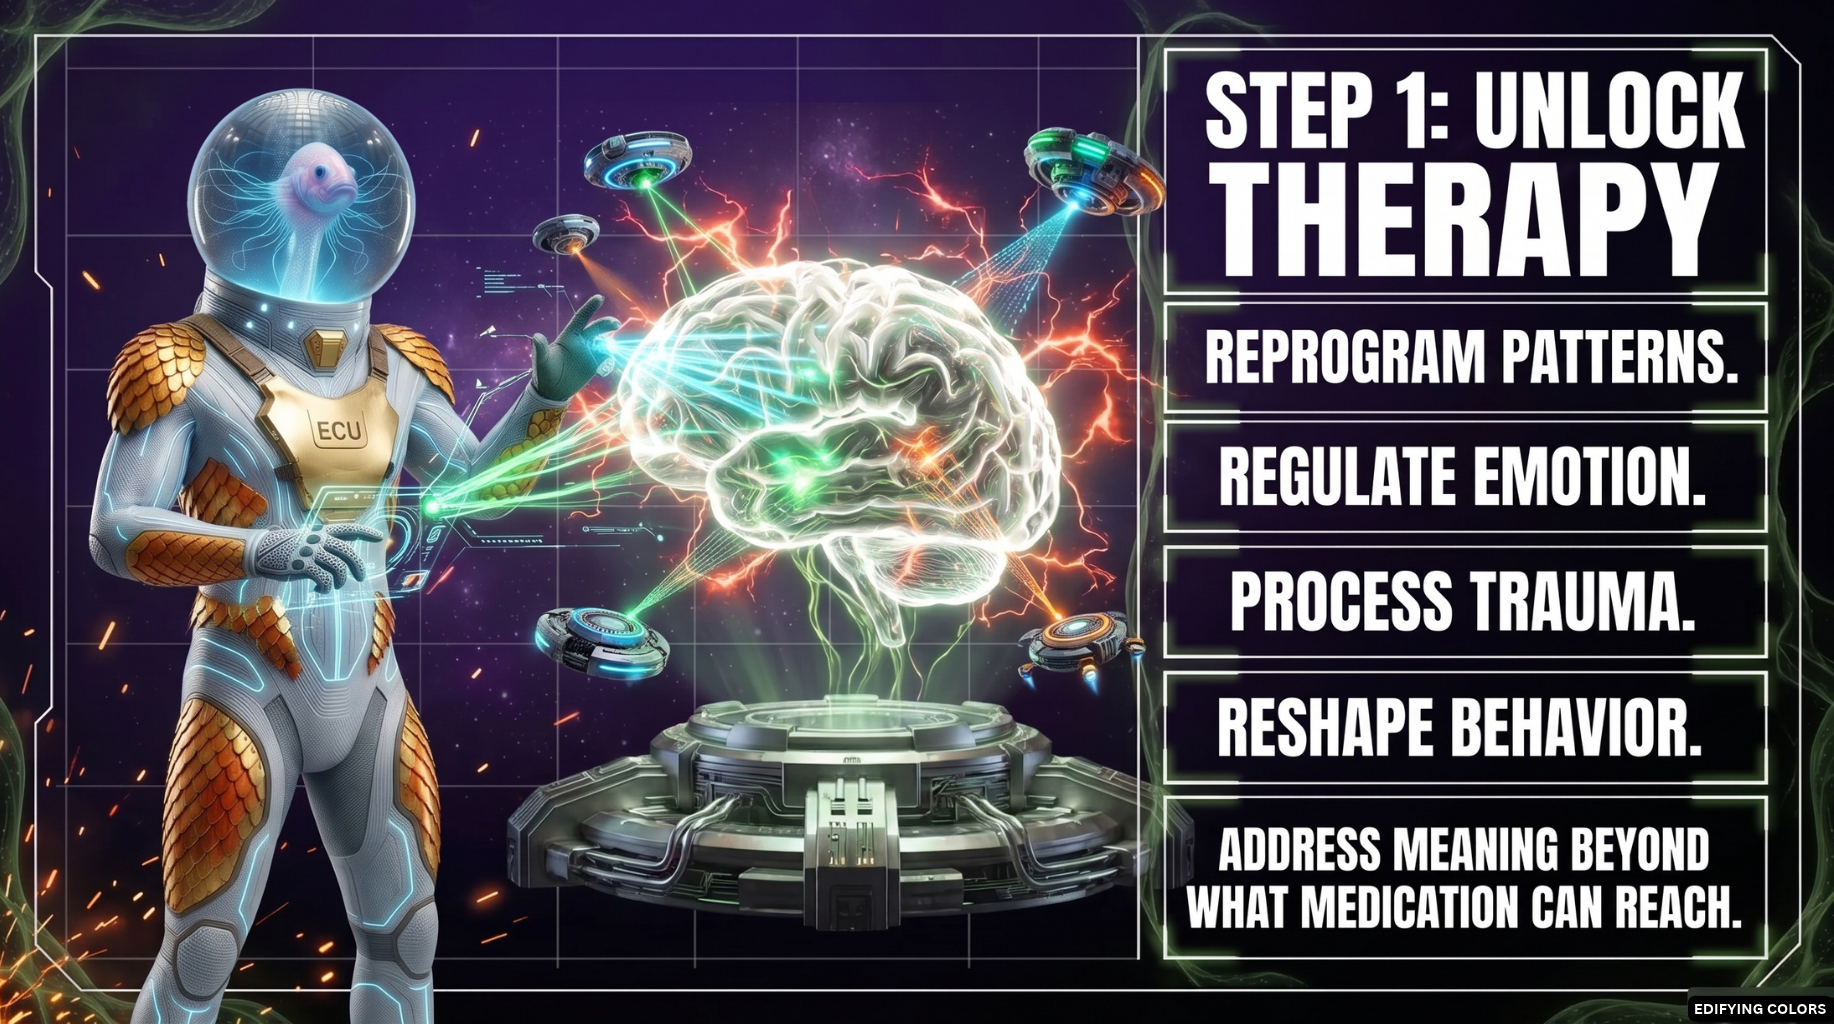 ECU
STEP 1: UNLOCK
THERAPY
REPROGRAM PATTERNS.
REGULATE EMOTION.
PROCESS TRAUMA.
RESHAPE BEHAVIOR.
ADDRESS MEANING BEYOND
WHAT MEDICATION CAN REACH.
EDIFYING COLORS